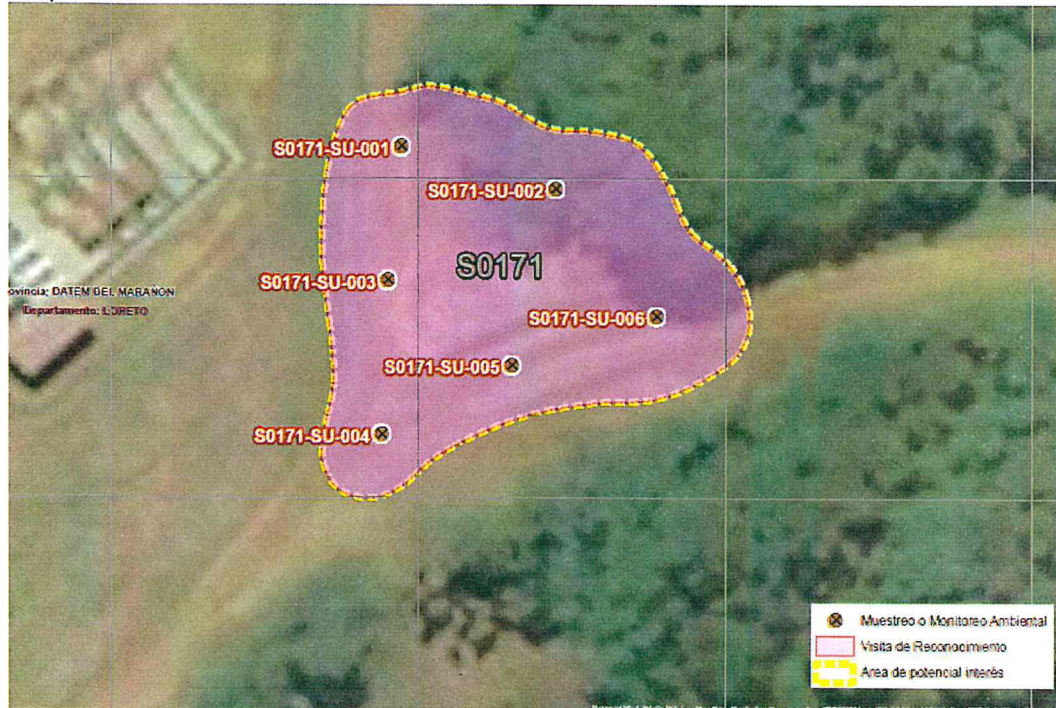 S0171-SU-001
S0171-SU-002
S0171
S0171-SU-003
ovincia: DATEM DEL MARAÑON
Departamento: LORETO
S0171-SU-006
S0171-SU-005
S0171-SU-004
Muestreo o Monitoreo Ambiental
Visita de Reconocimiento
Área de potencial interés